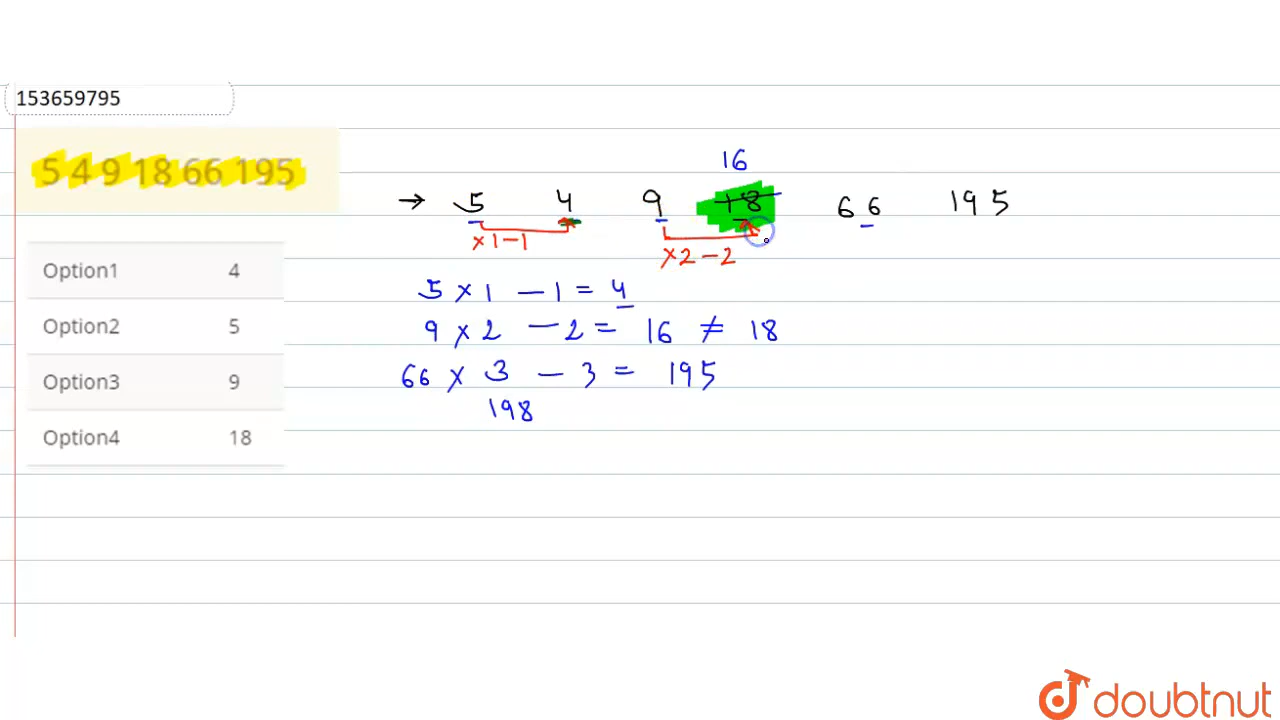 153659795
5 4 9 18 66 195
Option1 4
Option2 5
Option3 9
Option4 18
16
→ 5 4 9 18 66 195
×1-1 ×2-2
5 × 1 - 1 = 4
9 × 2 - 2 = 16 ≠ 18
66 × 3 - 3 = 195
198
doubtnut